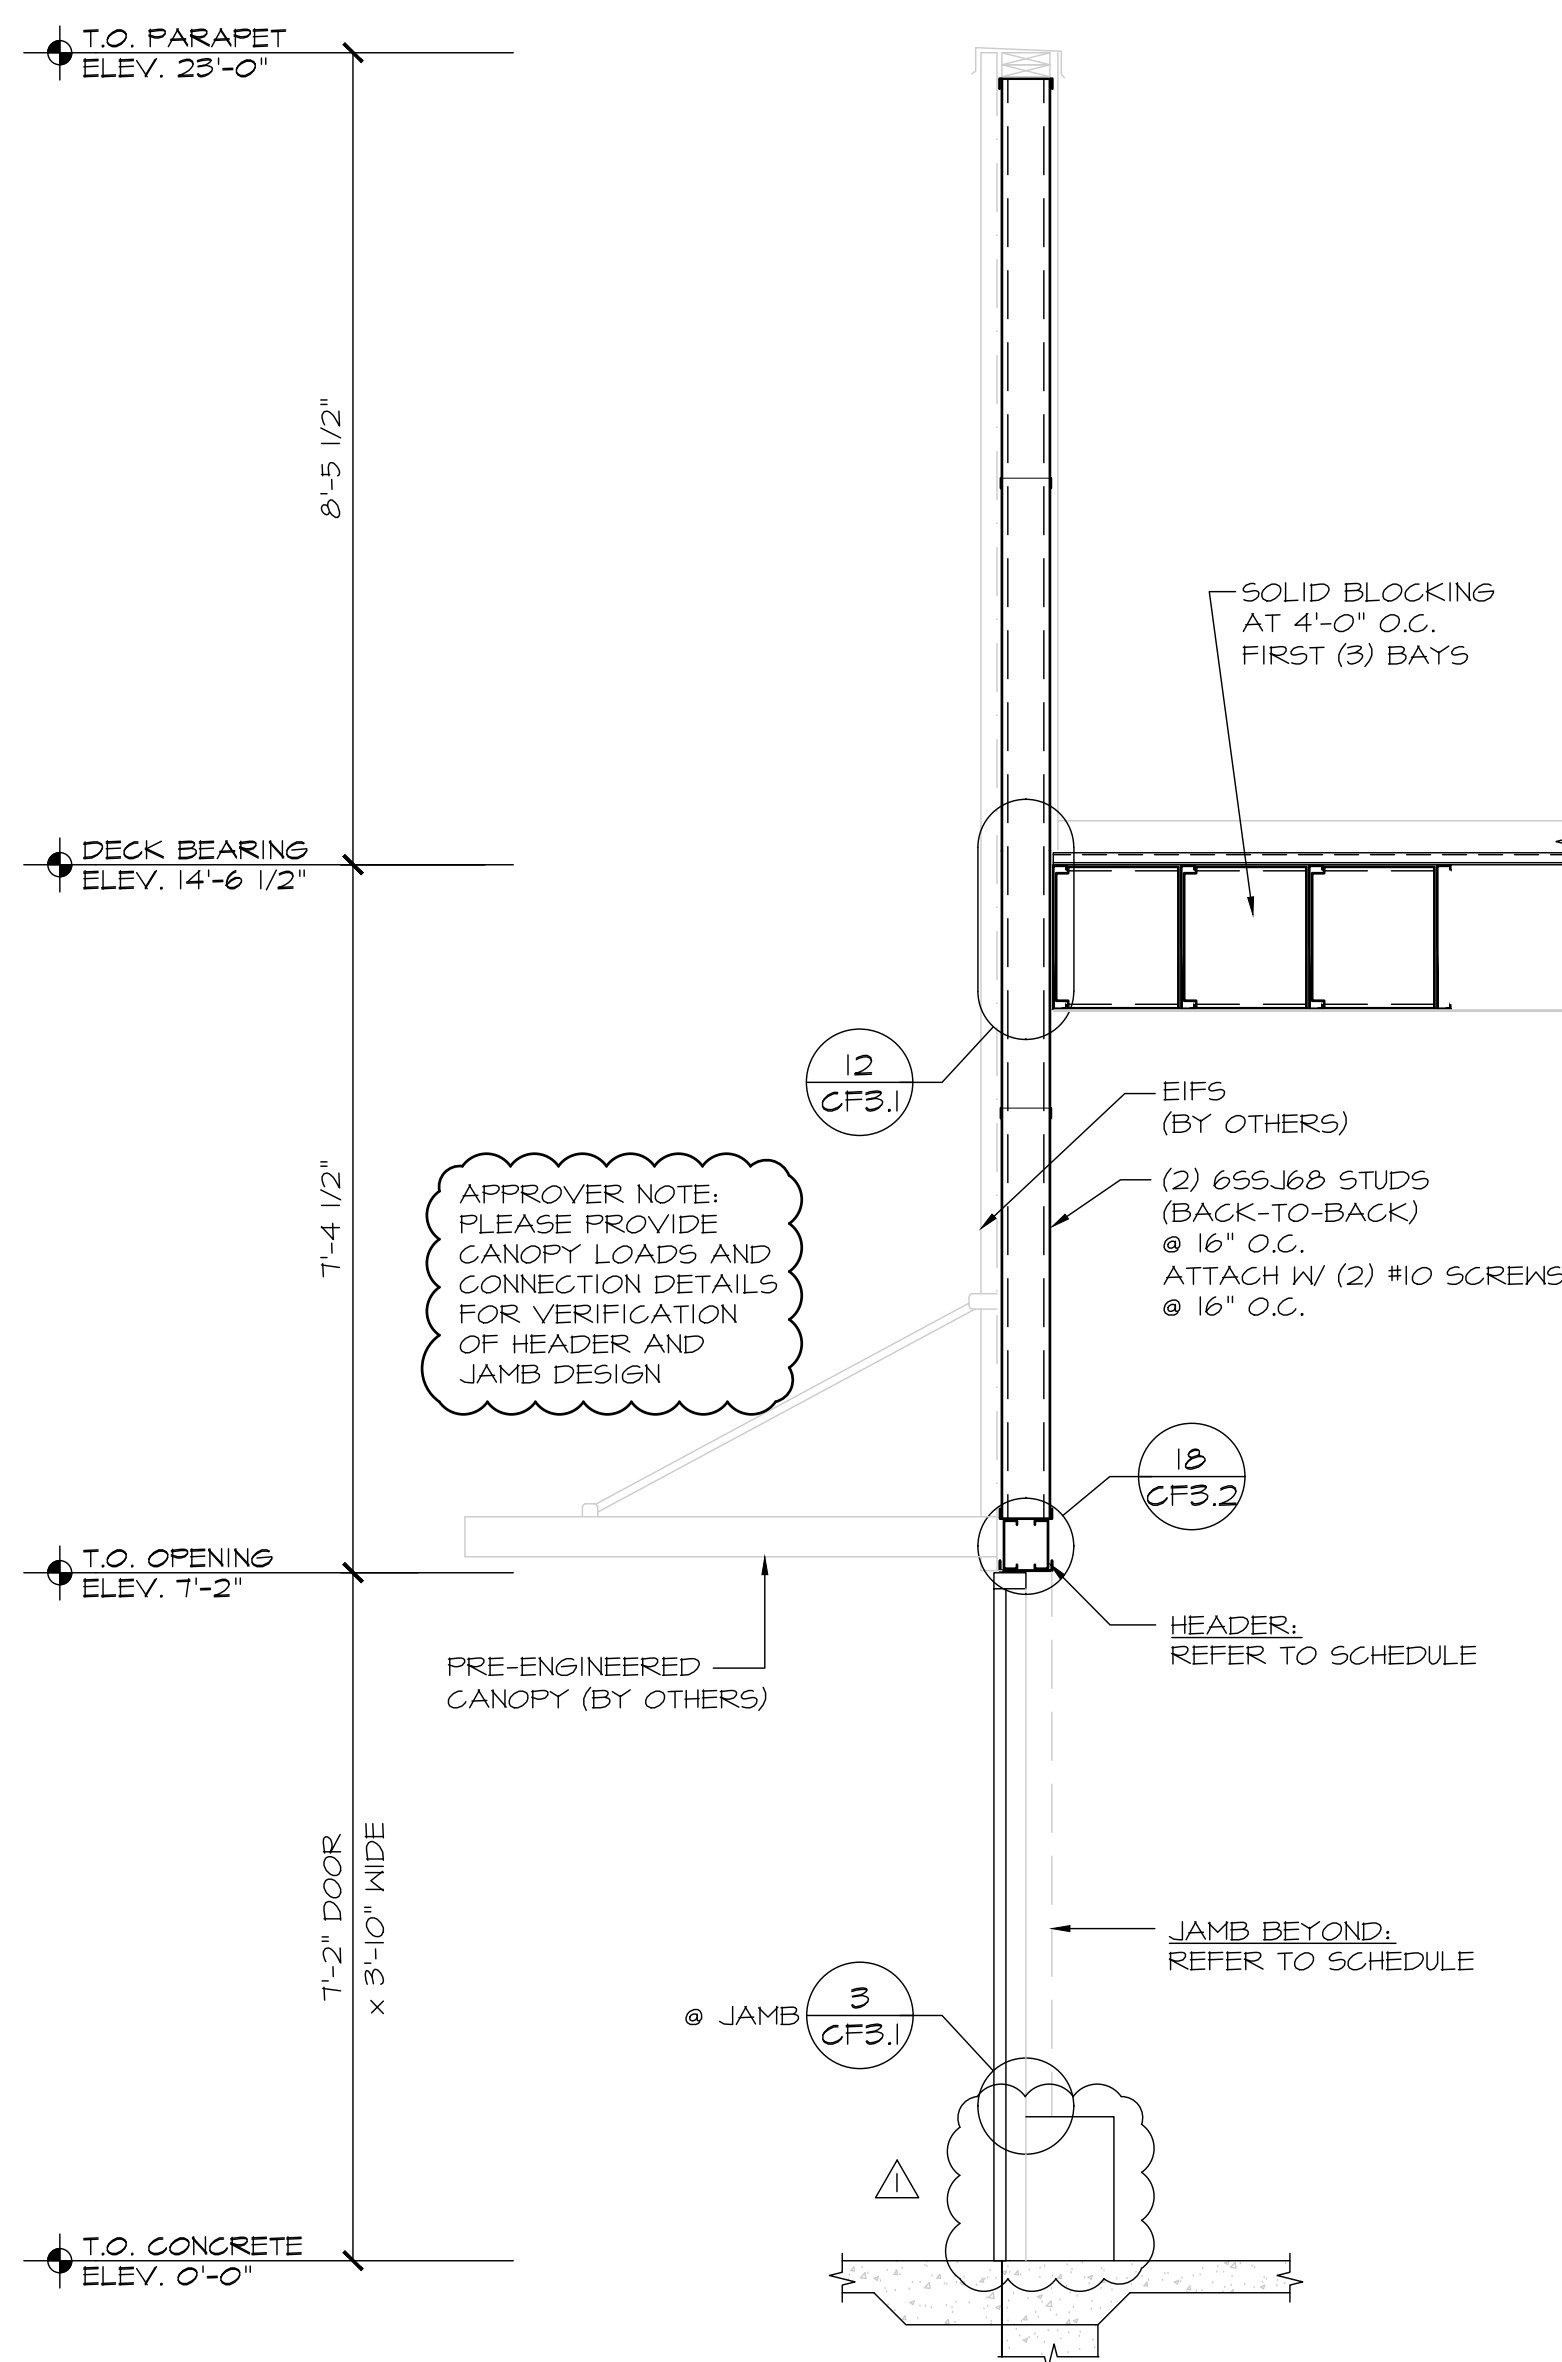 T.O. PARAPET
ELEV. 23'-0"
8'-5 1/2"
SOLID BLOCKING
AT 4'-0" O.C.
FIRST (3) BAYS
DECK BEARING
ELEV. 14'-6 1/2"
12
CF3.1
EIFS
(BY OTHERS)
7'-4 1/2"
APPROVER NOTE:
PLEASE PROVIDE
CANOPY LOADS AND
CONNECTION DETAILS
FOR VERIFICATION
OF HEADER AND
JAMB DESIGN
(2) 6SSJ68 STUDS
(BACK-TO-BACK)
@ 16" O.C.
ATTACH W/ (2) #10 SCREWS
@ 16" O.C.
18
CF3.2
T.O. OPENING
ELEV. 7'-2"
HEADER:
REFER TO SCHEDULE
PRE-ENGINEERED
CANOPY (BY OTHERS)
7'-2" DOOR
x 3'-10" WIDE
JAMB BEYOND:
REFER TO SCHEDULE
@ JAMB
3
CF3.1
1
T.O. CONCRETE
ELEV. 0'-0"